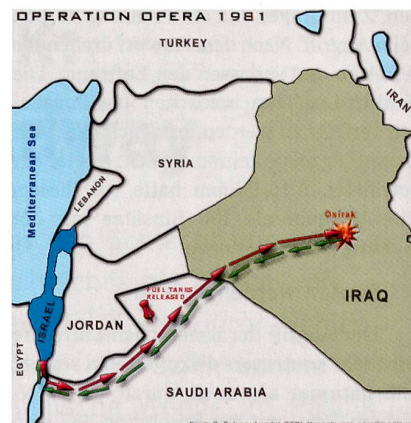 OPERATION OPERA 1981
TURKEY
IRAN
Mediterranean Sea
SYRIA
LEBANON
Osirak
FUEL TANKS
RELEASED
IRAQ
ISRAEL
JORDAN
EGYPT
SAUDI ARABIA